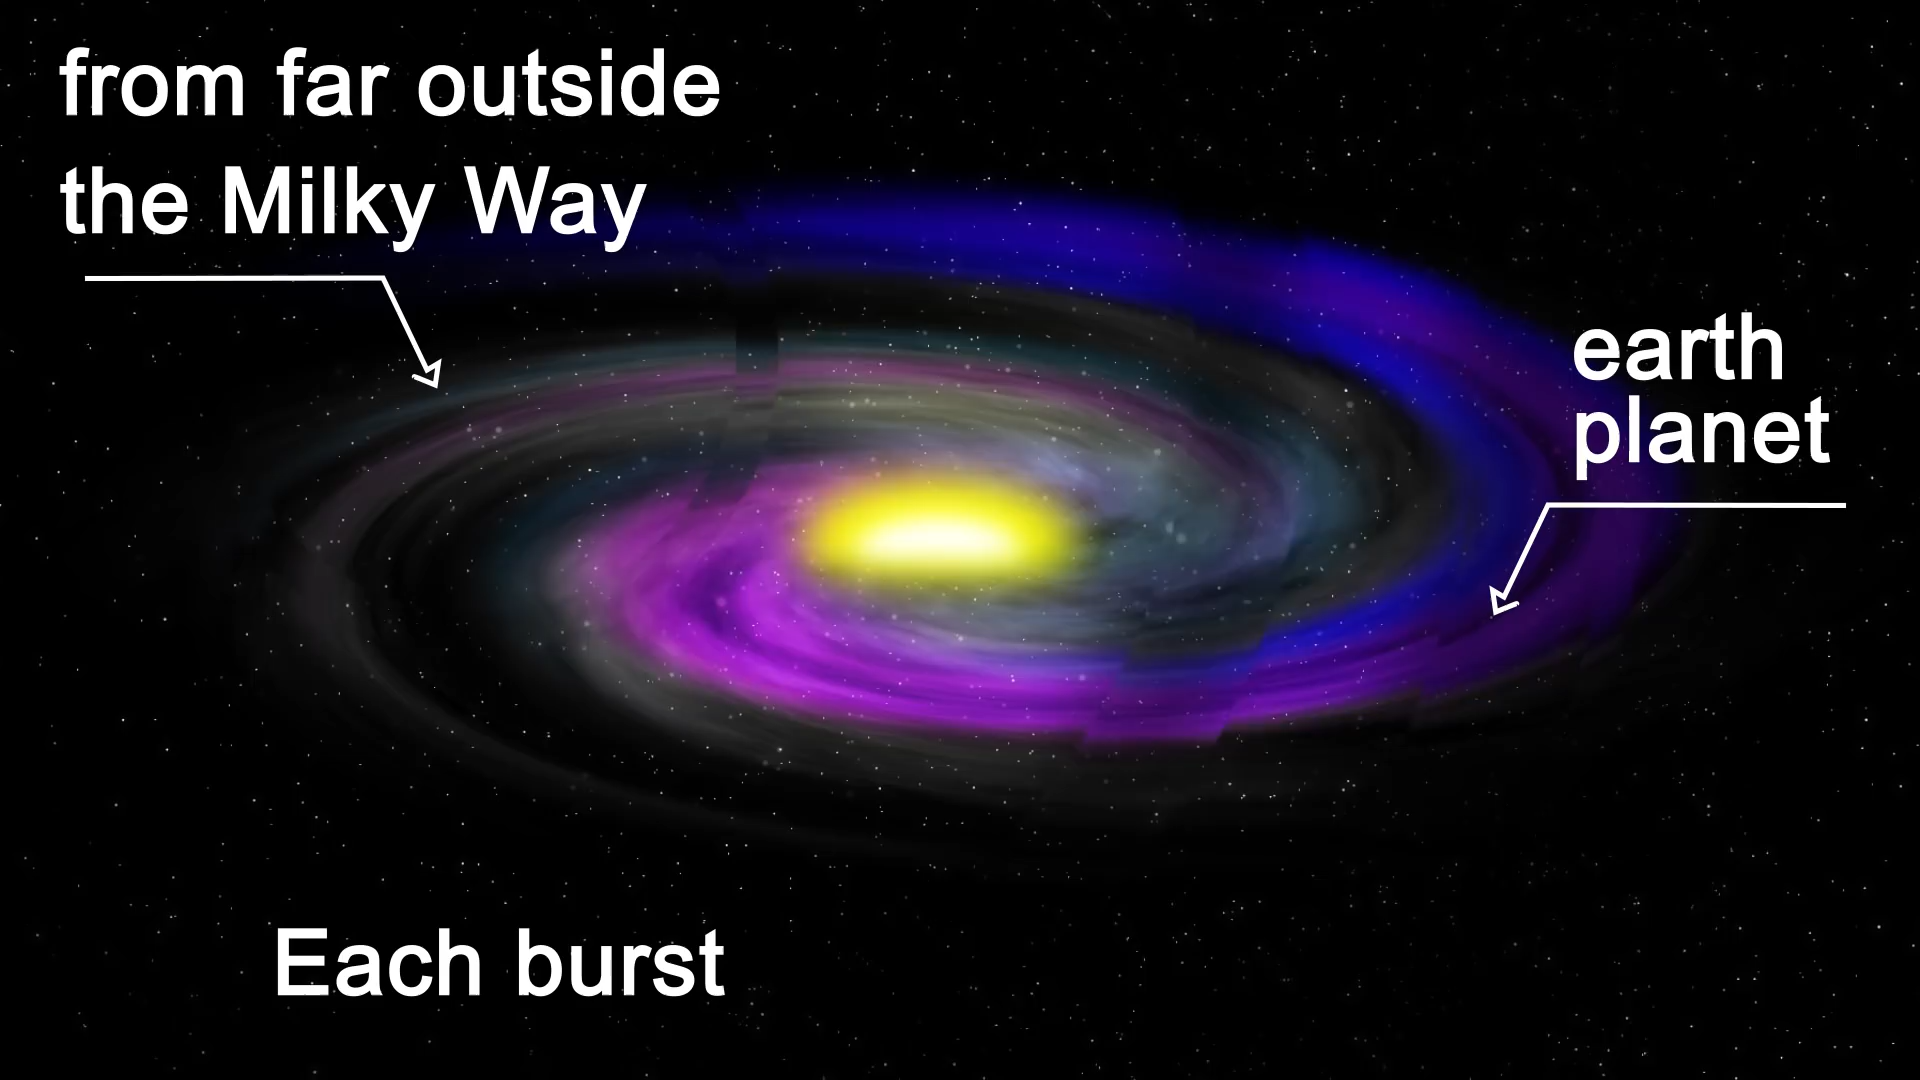 from far outside
the Milky Way
earth
planet
Each burst